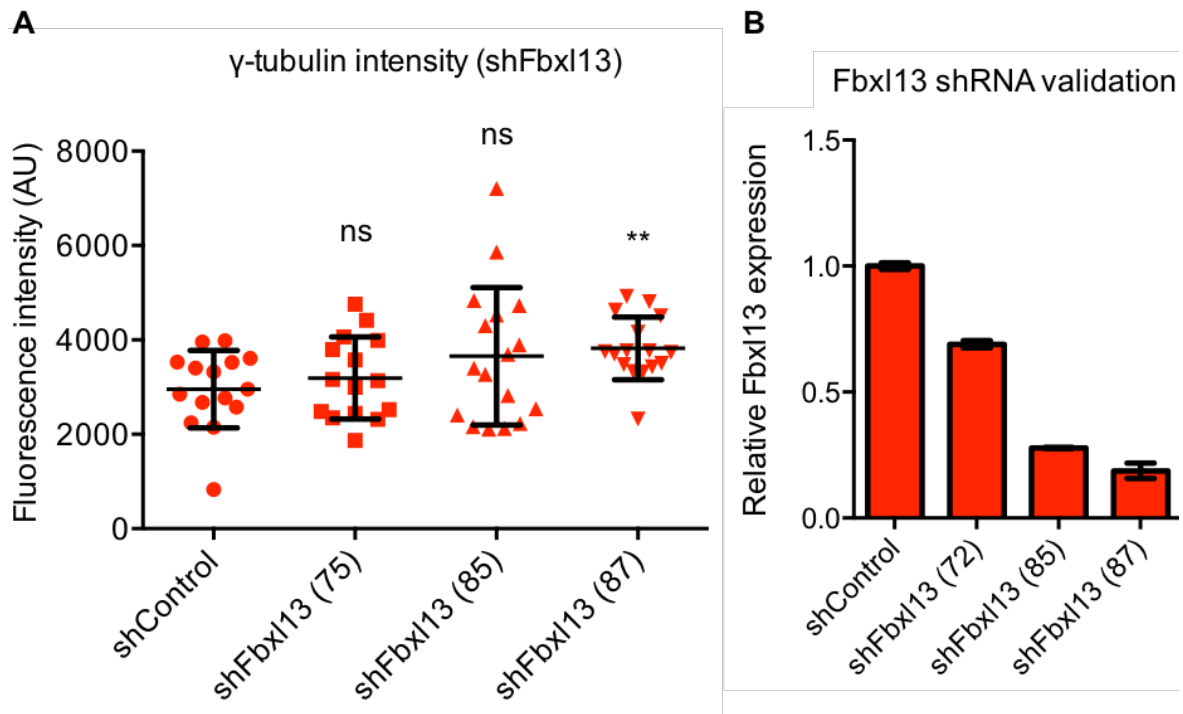 A
γ-tubulin intensity (shFbxl13)
Fluorescence intensity (AU)
8000
6000
4000
2000
0
ns
ns
**
shControl
shFbxl13 (75)
shFbxl13 (85)
shFbxl13 (87)
B
Fbxl13 shRNA validation
Relative Fbxl13 expression
1.5
1.0
0.5
0.0
shControl
shFbxl13 (72)
shFbxl13 (85)
shFbxl13 (87)